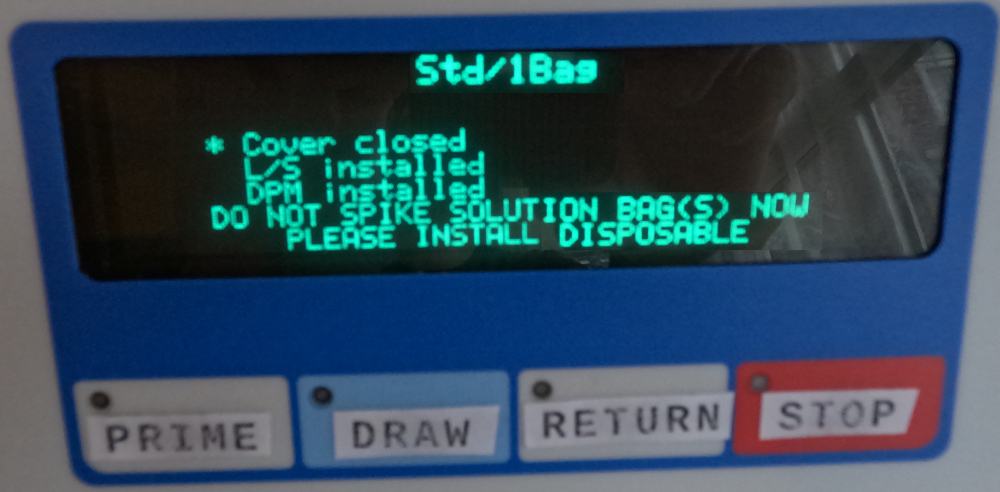 Std/1Bag
* Cover closed
L/S installed
DPM installed
DO NOT SPIKE SOLUTION BAG(S) NOW
PLEASE INSTALL DISPOSABLE
PRIME
DRAW
RETURN
STOP